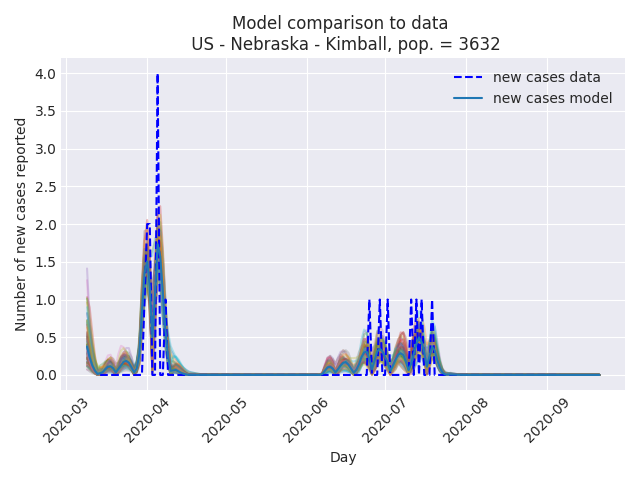 Model comparison to data
US - Nebraska - Kimball, pop. = 3632
new cases data
new cases model
Number of new cases reported
4.0
3.5
3.0
2.5
2.0
1.5
1.0
0.5
0.0
2020-03
2020-04
2020-05
2020-06
2020-07
2020-08
2020-09
Day